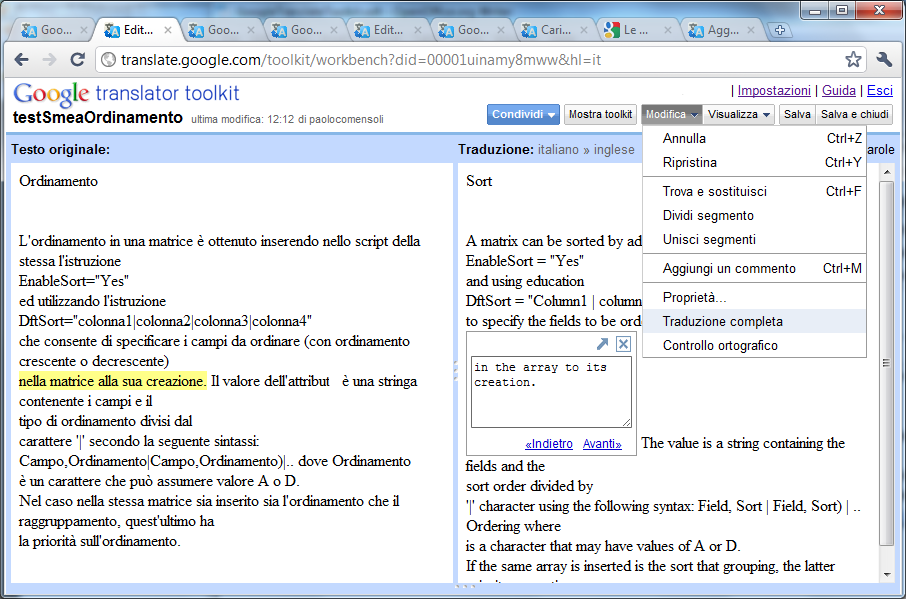 Goo...
Edit...
Goo...
Goo...
Edit...
Goo...
Cari...
Le ...
Agg...
translate.google.com/toolkit/workbench?did=00001uinamy8mww&hl=it
Google translator toolkit
| Impostazioni | Guida | Esci
testSmeaOrdinamento ultima modifica: 12:12 di paolocomensoli
Condividi Mostra toolkit Modifica Visualizza Salva Salva e chiudi
Testo originale:
Traduzione: italiano » inglese
arole
Ordinamento
L'ordinamento in una matrice è ottenuto inserendo nello script della
stessa l'istruzione
EnableSort="Yes"
ed utilizzando l'istruzione
DftSort="colonna1|colonna2|colonna3|colonna4"
che consente di specificare i campi da ordinare (con ordinamento
crescente o decrescente)
nella matrice alla sua creazione. Il valore dell'attribut è una stringa
contenente i campi e il
tipo di ordinamento divisi dal
carattere '|' secondo la seguente sintassi:
Campo,Ordinamento|Campo,Ordinamento)|.. dove Ordinamento
è un carattere che può assumere valore A o D.
Nel caso nella stessa matrice sia inserito sia l'ordinamento che il
raggruppamento, quest'ultimo ha
la priorità sull'ordinamento.
Sort
A matrix can be sorted by ad
EnableSort = "Yes"
and using education
DftSort = "Column1 | column
to specify the fields to be ord
in the array to its
creation.
«Indietro Avanti»
The value is a string containing the
fields and the
sort order divided by
'|' character using the following syntax: Field, Sort | Field, Sort) | ..
Ordering where
is a character that may have values of A or D.
If the same array is inserted is the sort that grouping, the latter
Annulla Ctrl+Z
Ripristina Ctrl+Y
Trova e sostituisci Ctrl+F
Dividi segmento
Unisci segmenti
Aggiungi un commento Ctrl+M
Proprietà...
Traduzione completa
Controllo ortografico